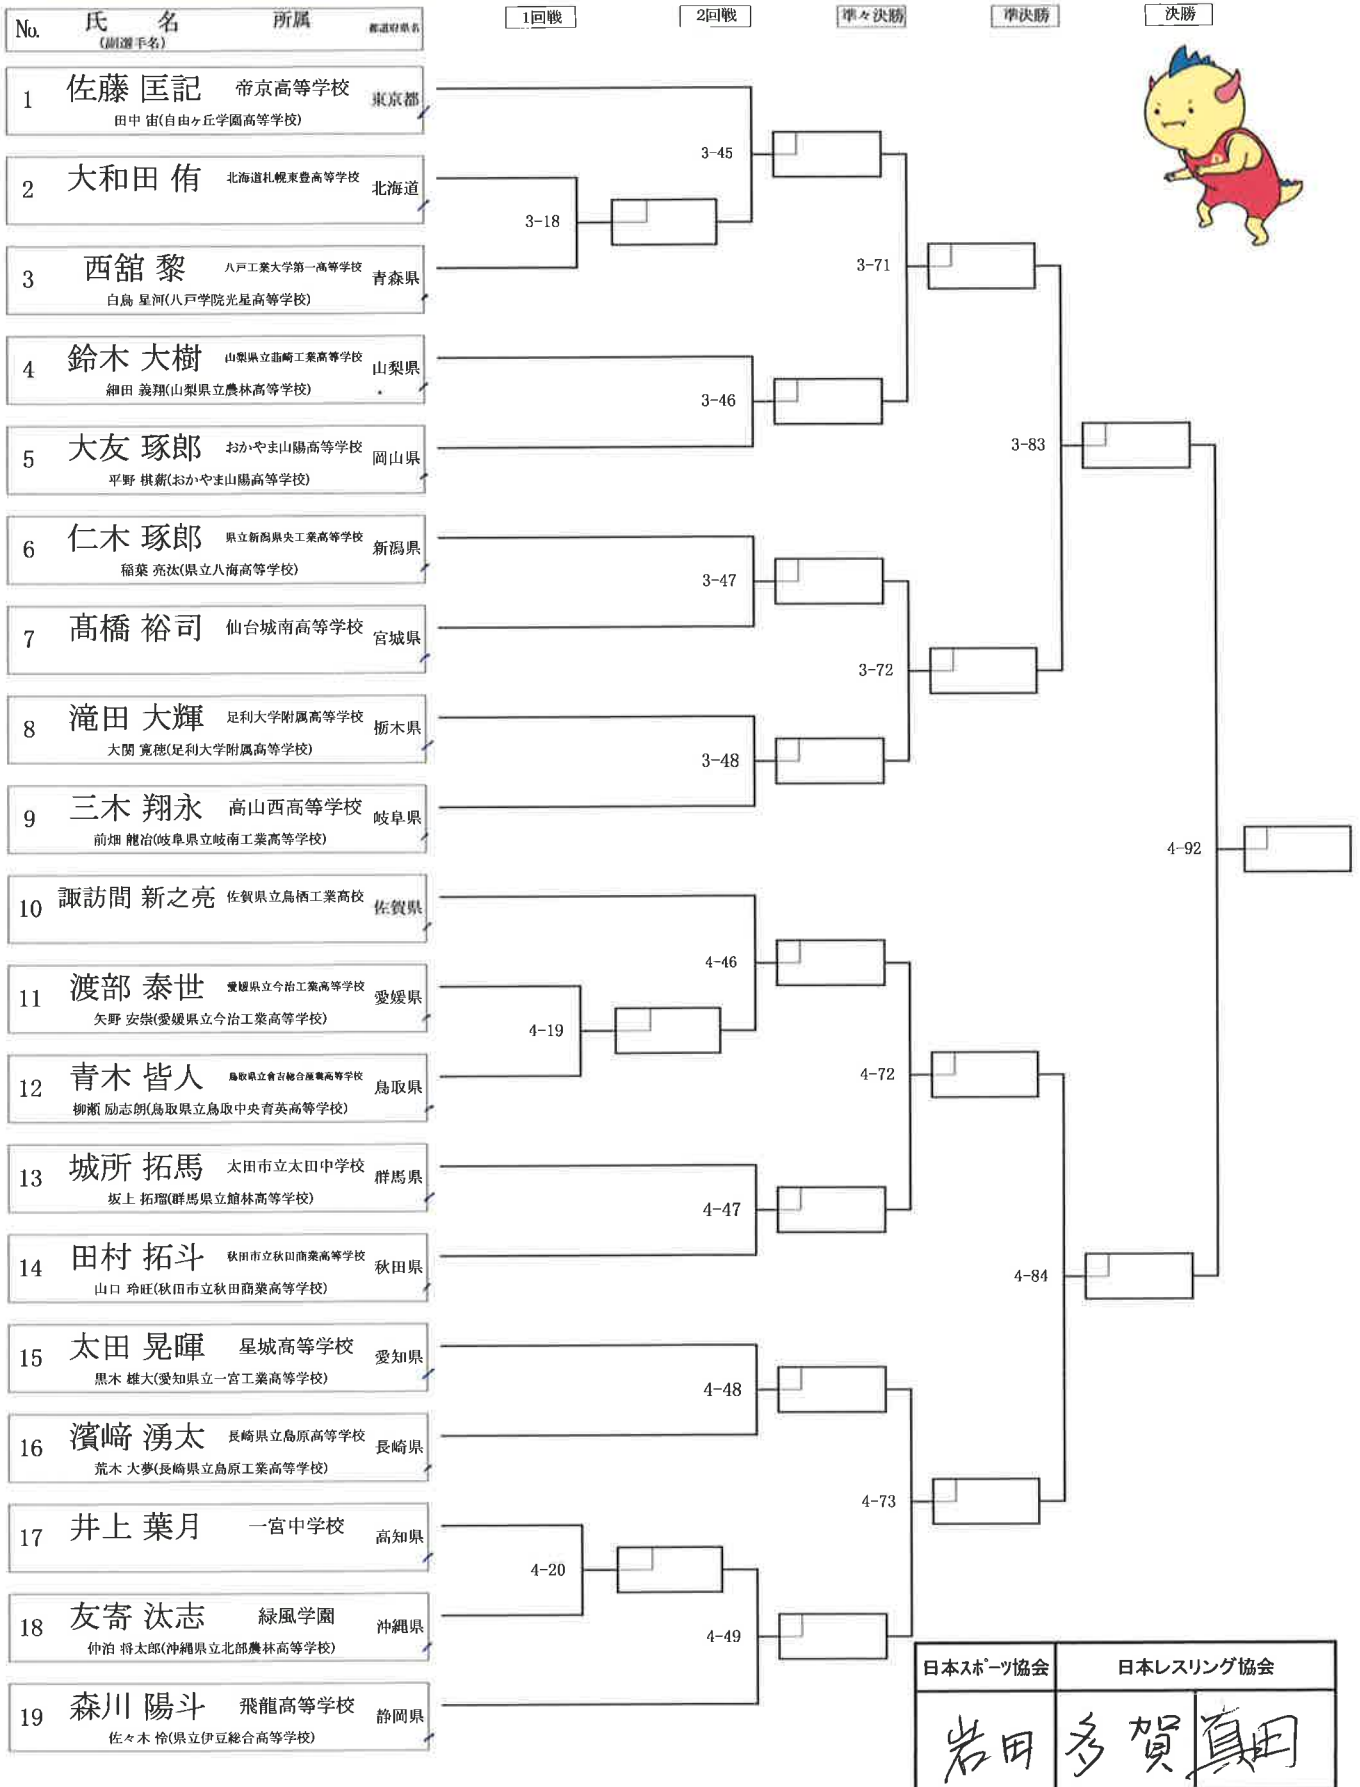 No. 氏 名 所属 都道府県名
(副選手名)
1回戦 2回戦 準々決勝 準決勝 決勝
1 佐藤 匡記 帝京高等学校 東京都
田中 宙(自由ヶ丘学園高等学校)
2 大和田 侑 北海道札幌東豊高等学校 北海道
3 西舘 黎 八戸工業大学第一高等学校 青森県
白鳥 星河(八戸学院光星高等学校)
4 鈴木 大樹 山梨県立韮崎工業高等学校 山梨県
細田 義翔(山梨県立農林高等学校)
5 大友 琢郎 おかやま山陽高等学校 岡山県
平野 棋薪(おかやま山陽高等学校)
6 仁木 琢郎 県立新潟県央工業高等学校 新潟県
稲葉 亮汰(県立八海高等学校)
7 髙橋 裕司 仙台城南高等学校 宮城県
8 滝田 大輝 足利大学附属高等学校 栃木県
大関 寛穂(足利大学附属高等学校)
9 三木 翔永 高山西高等学校 岐阜県
前畑 龍冶(岐阜県立岐南工業高等学校)
10 諏訪間 新之亮 佐賀県立鳥栖工業高校 佐賀県
11 渡部 泰世 愛媛県立今治工業高等学校 愛媛県
矢野 安崇(愛媛県立今治工業高等学校)
12 青木 皆人 鳥取県立倉吉総合産業高等学校 鳥取県
柳瀬 励志朗(鳥取県立鳥取中央育英高等学校)
13 城所 拓馬 太田市立太田中学校 群馬県
坂上 拓瑠(群馬県立館林高等学校)
14 田村 拓斗 秋田市立秋田商業高等学校 秋田県
山口 玲旺(秋田市立秋田商業高等学校)
15 太田 晃暉 星城高等学校 愛知県
黒木 雄大(愛知県立一宮工業高等学校)
16 濱﨑 湧太 長崎県立島原高等学校 長崎県
荒木 大夢(長崎県立島原工業高等学校)
17 井上 葉月 一宮中学校 高知県
18 友寄 汰志 緑風学園 沖縄県
仲泊 将太郎(沖縄県立北部農林高等学校)
19 森川 陽斗 飛龍高等学校 静岡県
佐々木 怜(県立伊豆総合高等学校)
3-18
4-19
4-20
3-45
3-46
3-47
3-48
4-46
4-47
4-48
4-49
3-71
3-72
4-72
4-73
3-83
4-84
4-92
日本スポーツ協会 日本レスリング協会
岩田 多賀 真田